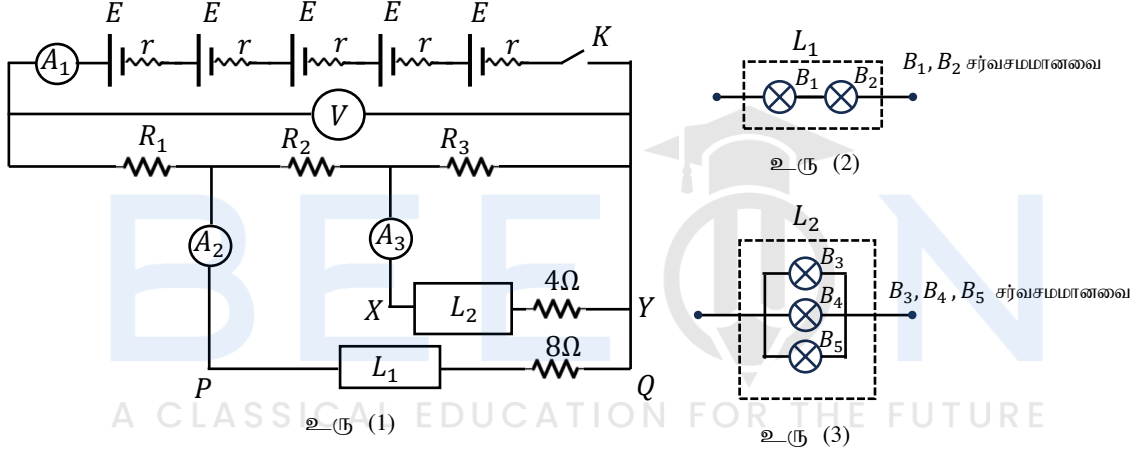 E E E E E
A₁ r r r r r K
V
R₁ R₂ R₃
A₂ A₃
X L₂ 4Ω Y
P L₁ 8Ω Q
உரு (1)
L₁
B₁ B₂
B₁, B₂ சர்வசமமானவை
உரு (2)
L₂
B₃
B₄
B₅
B₃, B₄ , B₅ சர்வசமமானவை
உரு (3)
BEE N
A CLASSICAL EDUCATION FOR THE FUTURE